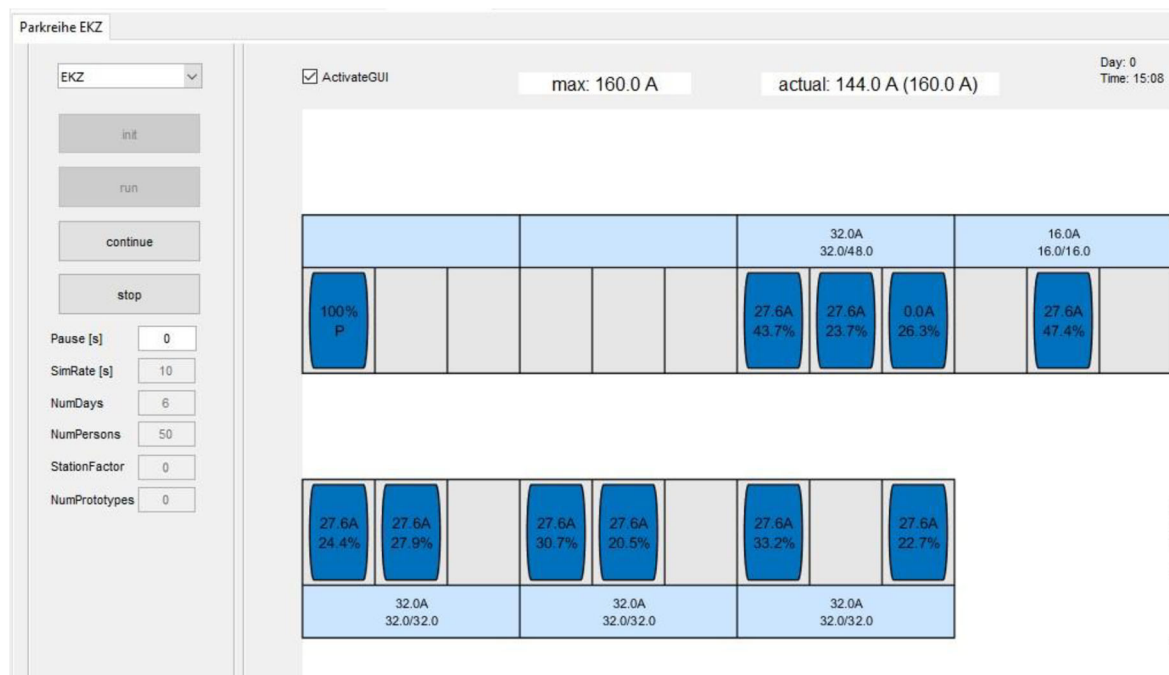 Parkreihe EKZ
EKZ
ActivateGUI
max: 160.0 A
actual: 144.0 A (160.0 A)
Day: 0
Time: 15:08
init
run
continue
stop
Pause [s] 0
SimRate [s] 10
NumDays 6
NumPersons 50
StationFactor 0
NumPrototypes 0
32.0A 16.0A
32.0/48.0 16.0/16.0
100% 27.6A 27.6A 0.0A 27.6A
P 43.7% 23.7% 26.3% 47.4%
27.6A 27.6A 27.6A 27.6A 27.6A 27.6A
24.4% 27.9% 30.7% 20.5% 33.2% 22.7%
32.0A 32.0A 32.0A
32.0/32.0 32.0/32.0 32.0/32.0